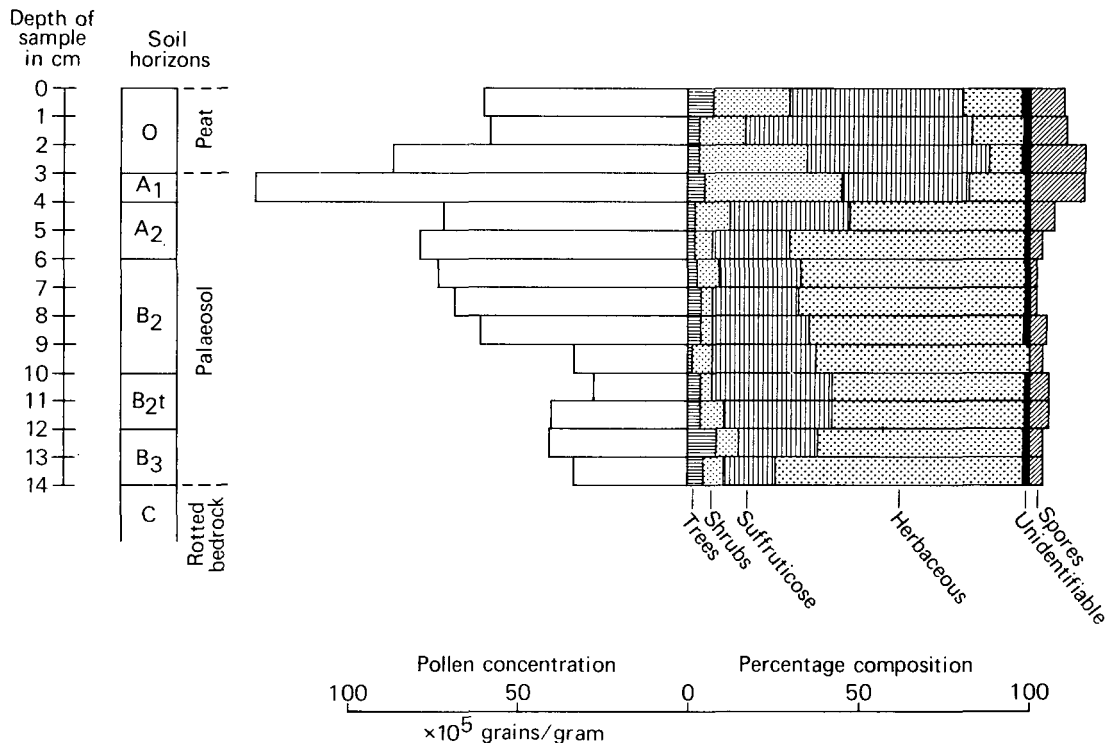 Depth of
sample
in cm
Soil
horizons
0
1
2
3
4
5
6
7
8
9
10
11
12
13
14
O
A1
A2
B2
B2t
B3
C
Peat
Palaeosol
Rotted
bedrock
Trees
Shrubs
Suffruticose
Herbaceous
Unidentifiable
Spores
Pollen concentration
Percentage composition
100 50 0 50 100
×10⁵ grains/gram